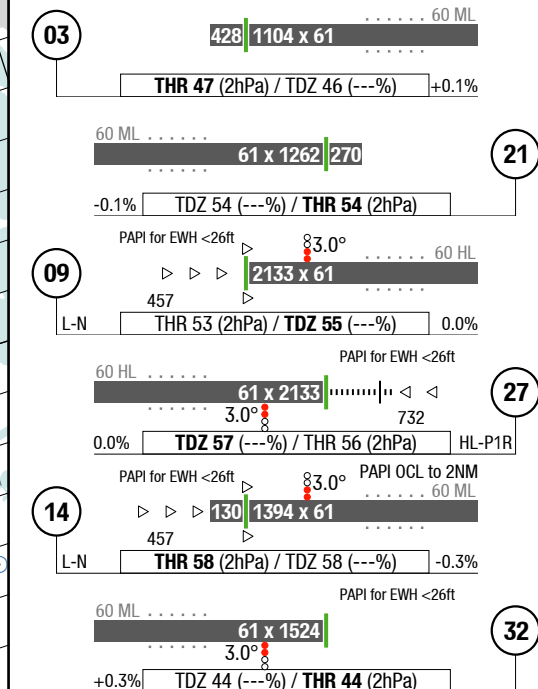 60 ML
03
428 1104 x 61
THR 47 (2hPa) / TDZ 46 (---%) +0.1%
60 ML
61 x 1262 270
21
-0.1% TDZ 54 (---%) / THR 54 (2hPa)
PAPI for EWH <26ft
3.0°
60 HL
09
2133 x 61
457
L-N THR 53 (2hPa) / TDZ 55 (---%) 0.0%
PAPI for EWH <26ft
60 HL
61 x 2133
27
3.0° 732
0.0% TDZ 57 (---%) / THR 56 (2hPa) HL-P1R
PAPI for EWH <26ft 3.0° PAPI OCL to 2NM
60 ML
14
130 1394 x 61
457
L-N THR 58 (2hPa) / TDZ 58 (---%) -0.3%
PAPI for EWH <26ft
60 ML
61 x 1524
32
3.0°
+0.3% TDZ 44 (---%) / THR 44 (2hPa)